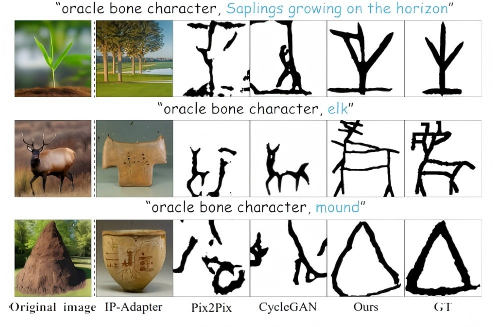 "oracle bone character, Saplings growing on the horizon"
"oracle bone character, elk"
"oracle bone character, mound"
Original image IP-Adapter Pix2Pix CycleGAN Ours GT